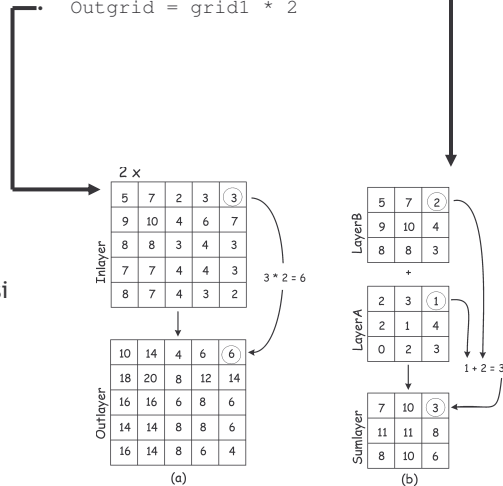 • Outgrid = grid1 * 2
2 x
Inlayer
5 7 2 3 3
9 10 4 6 7
8 8 3 4 3
7 7 4 4 3
8 7 4 3 2
3 * 2 = 6
Outlayer
10 14 4 6 6
18 20 8 12 14
16 16 6 8 6
14 14 8 8 6
16 14 8 6 4
(a)
si
LayerB
5 7 2
9 10 4
8 8 3
+
LayerA
2 3 1
2 1 4
0 2 3
1 + 2 = 3
Sumlayer
7 10 3
11 11 8
8 10 6
(b)